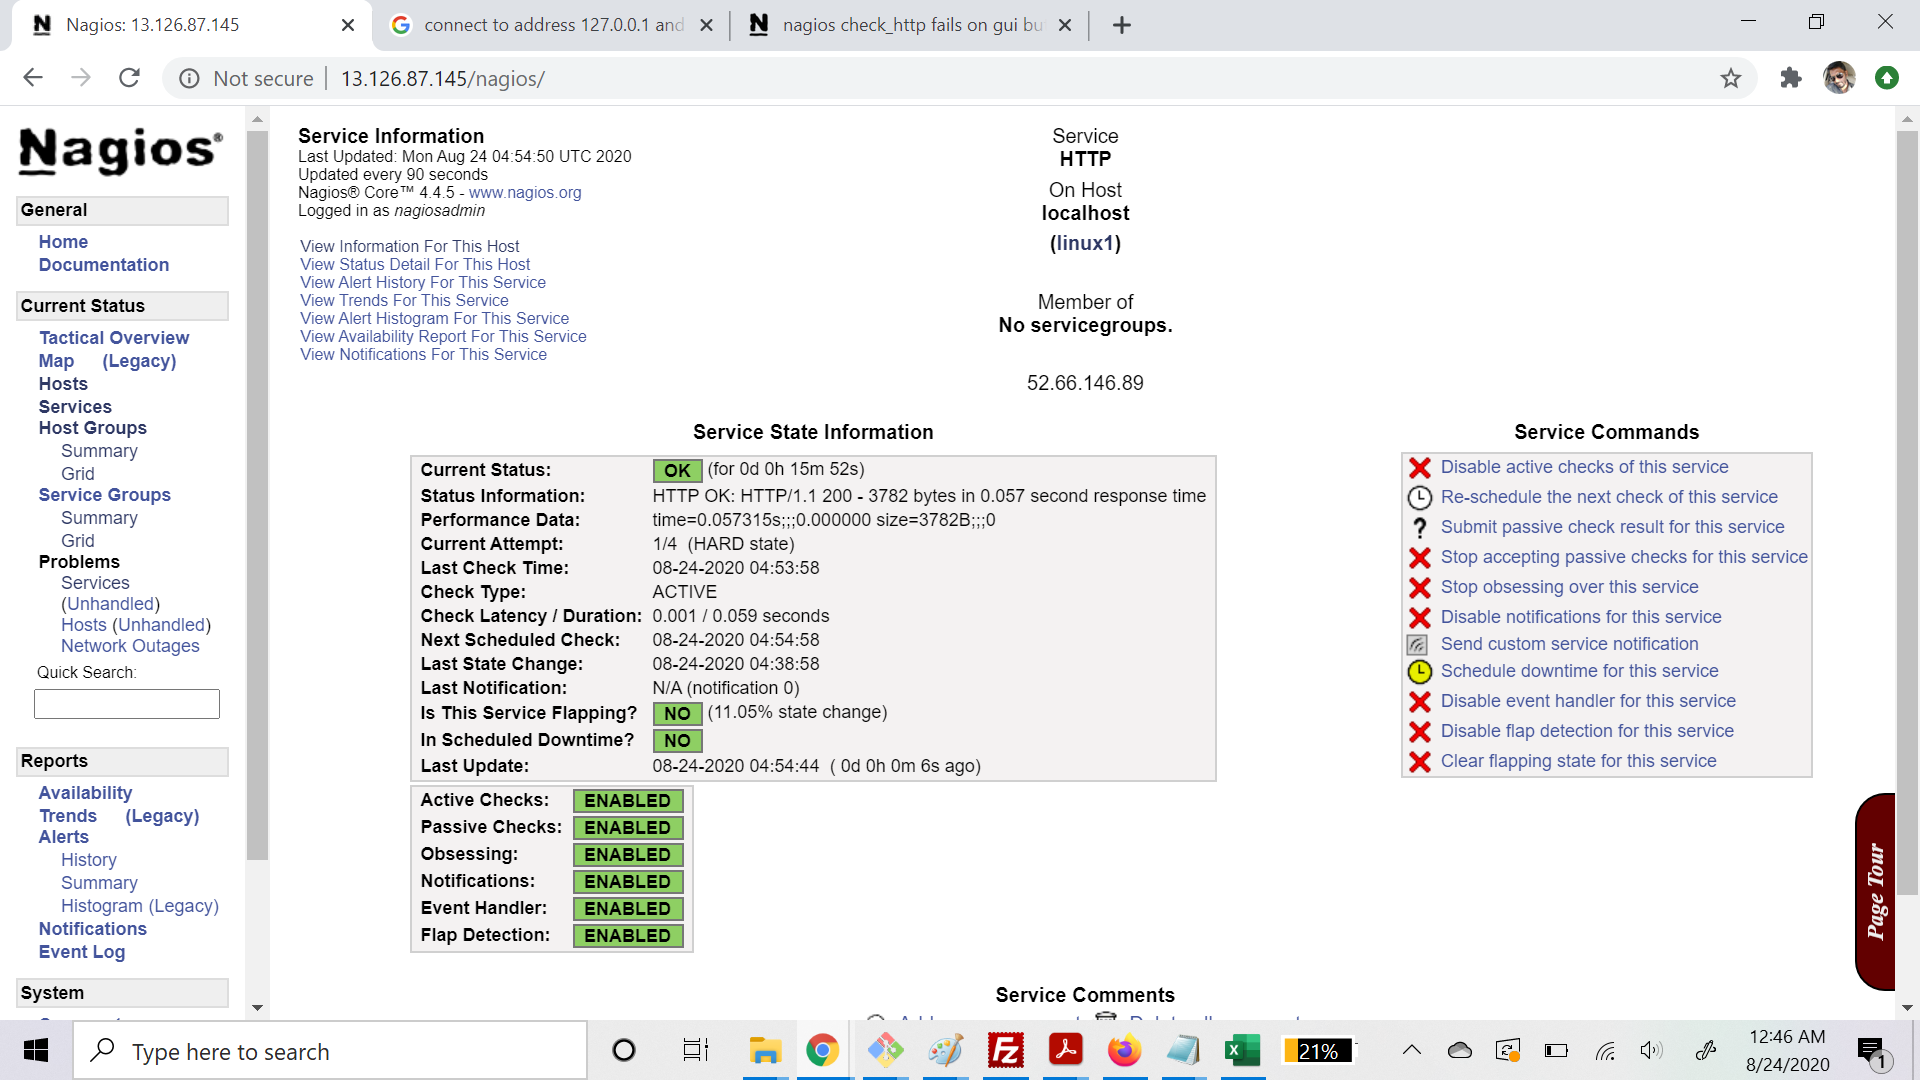 Nagios: 13.126.87.145
connect to address 127.0.0.1 and
nagios check_http fails on gui bu
Not secure
13.126.87.145/nagios/
Nagios®
General
Home
Documentation
Current Status
Tactical Overview
Map (Legacy)
Hosts
Services
Host Groups
Summary
Grid
Service Groups
Summary
Grid
Problems
Services
(Unhandled)
Hosts (Unhandled)
Network Outages
Quick Search:
Reports
Availability
Trends (Legacy)
Alerts
History
Summary
Histogram (Legacy)
Notifications
Event Log
System
Service Information
Last Updated: Mon Aug 24 04:54:50 UTC 2020
Updated every 90 seconds
Nagios® Core™ 4.4.5 - www.nagios.org
Logged in as nagiosadmin
View Information For This Host
View Status Detail For This Host
View Alert History For This Service
View Trends For This Service
View Alert Histogram For This Service
View Availability Report For This Service
View Notifications For This Service
Service
HTTP
On Host
localhost
(linux1)
Member of
No servicegroups.
52.66.146.89
Service State Information
Current Status: OK (for 0d 0h 15m 52s)
Status Information: HTTP OK: HTTP/1.1 200 - 3782 bytes in 0.057 second response time
Performance Data: time=0.057315s;;;0.000000 size=3782B;;;0
Current Attempt: 1/4 (HARD state)
Last Check Time: 08-24-2020 04:53:58
Check Type: ACTIVE
Check Latency / Duration: 0.001 / 0.059 seconds
Next Scheduled Check: 08-24-2020 04:54:58
Last State Change: 08-24-2020 04:38:58
Last Notification: N/A (notification 0)
Is This Service Flapping? NO (11.05% state change)
In Scheduled Downtime? NO
Last Update: 08-24-2020 04:54:44 ( 0d 0h 0m 6s ago)
Active Checks: ENABLED
Passive Checks: ENABLED
Obsessing: ENABLED
Notifications: ENABLED
Event Handler: ENABLED
Flap Detection: ENABLED
Service Commands
Disable active checks of this service
Re-schedule the next check of this service
Submit passive check result for this service
Stop accepting passive checks for this service
Stop obsessing over this service
Disable notifications for this service
Send custom service notification
Schedule downtime for this service
Disable event handler for this service
Disable flap detection for this service
Clear flapping state for this service
Page Tour
Service Comments
Type here to search
21%
12:46 AM
8/24/2020
1